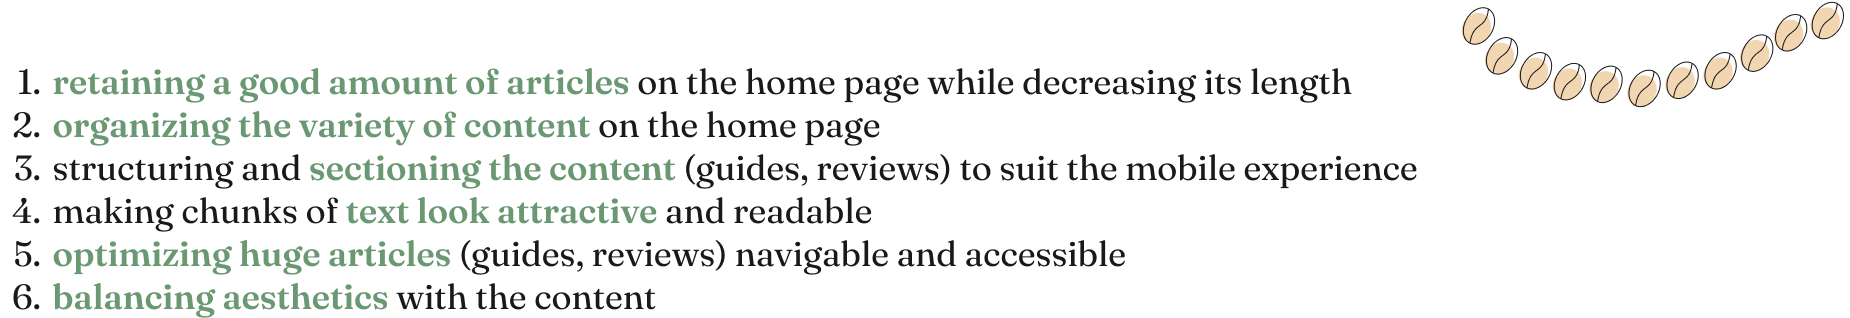 1. retaining a good amount of articles on the home page while decreasing its length
2. organizing the variety of content on the home page
3. structuring and sectioning the content (guides, reviews) to suit the mobile experience
4. making chunks of text look attractive and readable
5. optimizing huge articles (guides, reviews) navigable and accessible
6. balancing aesthetics with the content